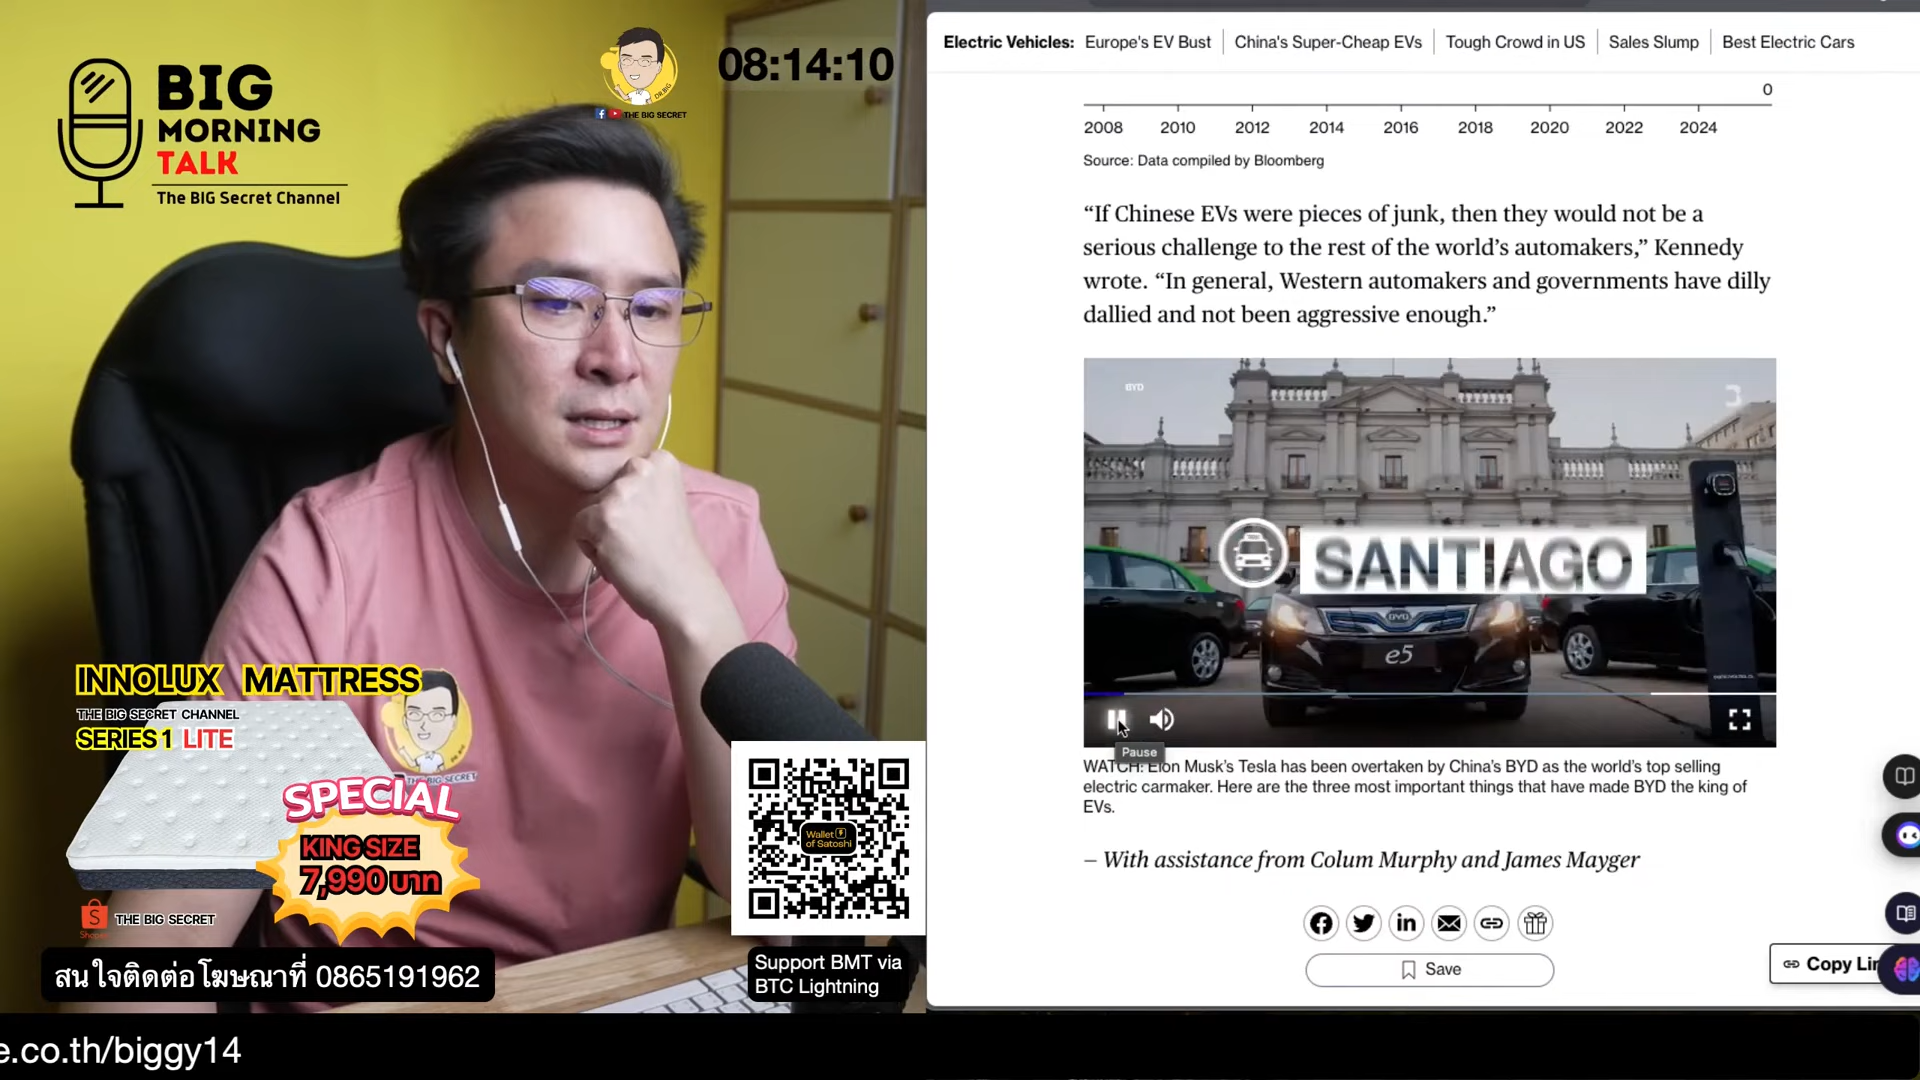 BIG
MORNING
TALK
The BIG Secret Channel
DR.BIG
THE BIG SECRET
08:14:10
INNOLUX MATTRESS
THE BIG SECRET CHANNEL
SERIES 1 LITE
THE BIG SECRET
SPECIAL
KING SIZE
7,990 บาท
THE BIG SECRET
สนใจติดต่อโฆษณาที่ 0865191962
Wallet
of Satoshi
Support BMT via
BTC Lightning
e.co.th/biggy14
Electric Vehicles: Europe's EV Bust China's Super-Cheap EVs Tough Crowd in US Sales Slump Best Electric Cars
0
2008 2010 2012 2014 2016 2018 2020 2022 2024
Source: Data compiled by Bloomberg
“If Chinese EVs were pieces of junk, then they would not be a
serious challenge to the rest of the world’s automakers,” Kennedy
wrote. “In general, Western automakers and governments have dilly
dallied and not been aggressive enough.”
BYD
SANTIAGO
BYD
e5
Pause
WATCH: Elon Musk’s Tesla has been overtaken by China’s BYD as the world’s top selling
electric carmaker. Here are the three most important things that have made BYD the king of
EVs.
– With assistance from Colum Murphy and James Mayger
Save
Copy Lin